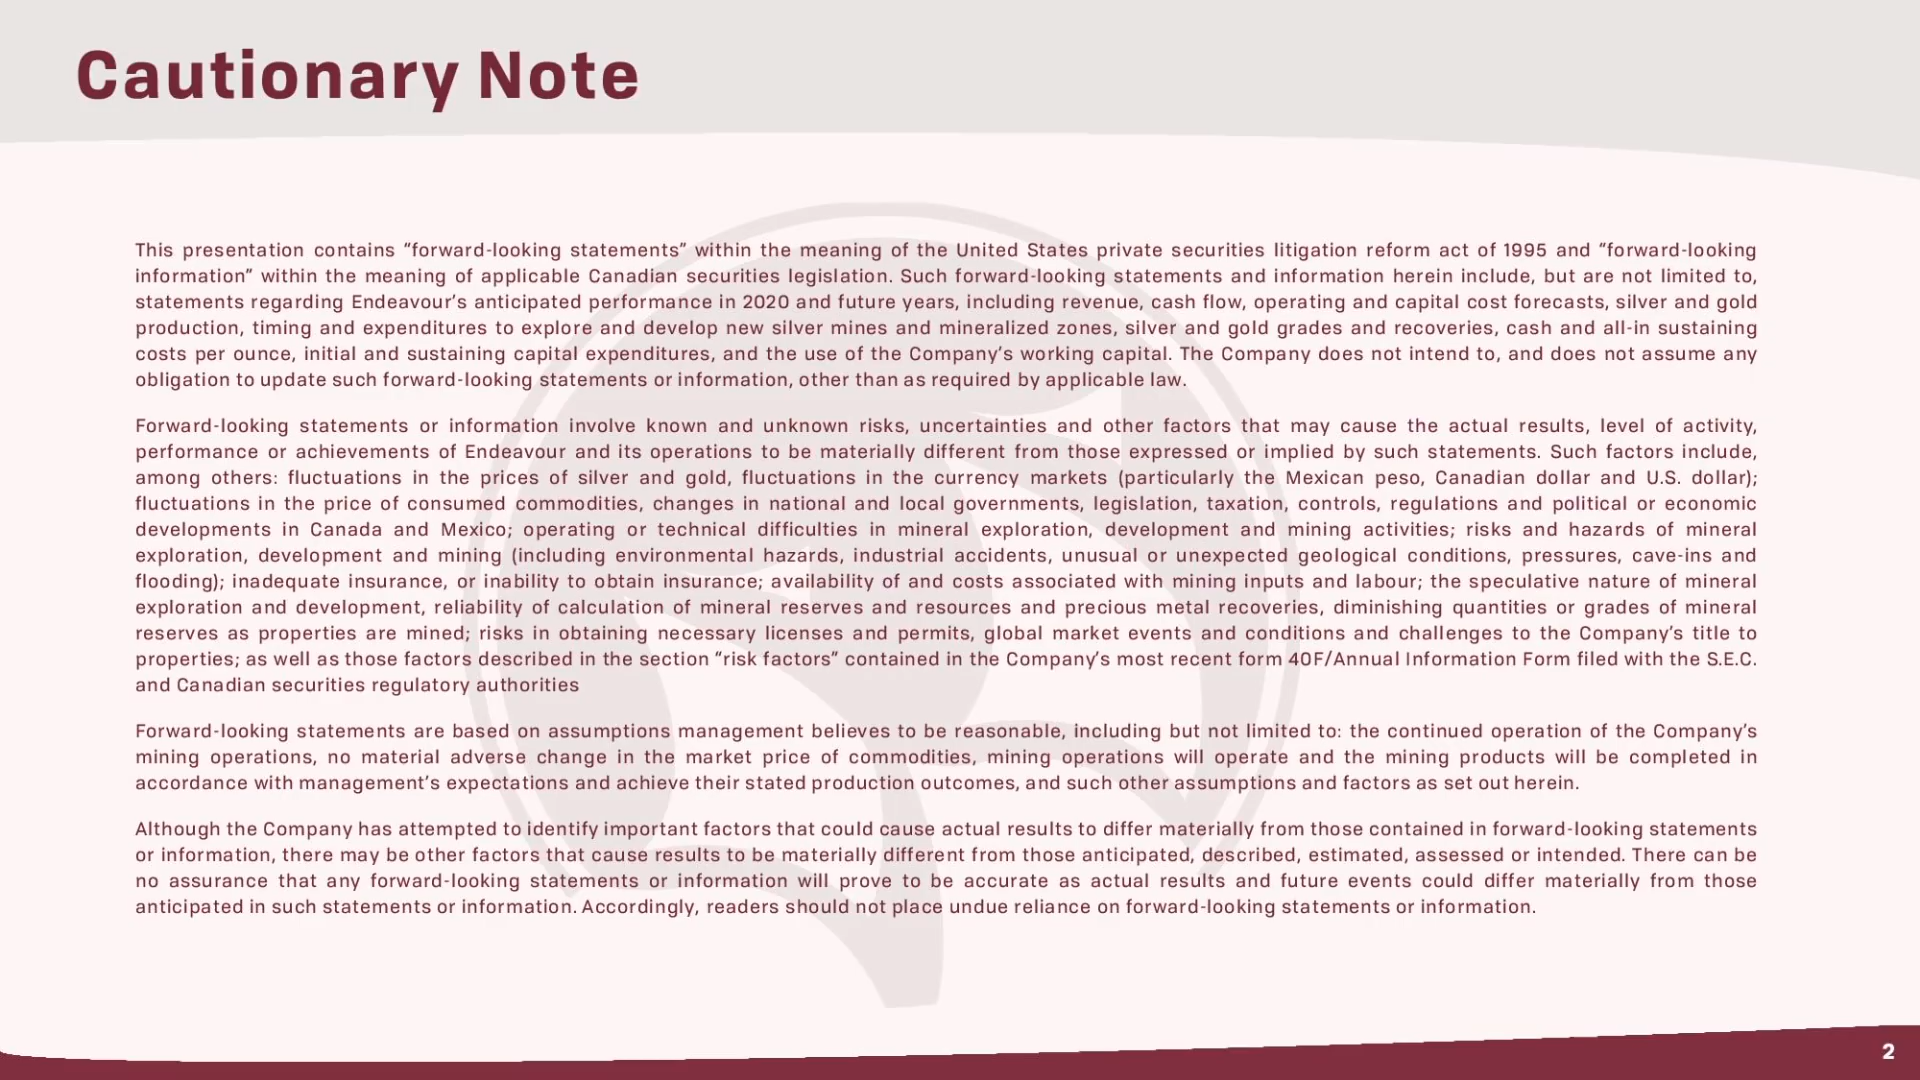 Cautionary Note
This presentation contains “forward-looking statements” within the meaning of the United States private securities litigation reform act of 1995 and “forward-looking
information” within the meaning of applicable Canadian securities legislation. Such forward-looking statements and information herein include, but are not limited to,
statements regarding Endeavour’s anticipated performance in 2020 and future years, including revenue, cash flow, operating and capital cost forecasts, silver and gold
production, timing and expenditures to explore and develop new silver mines and mineralized zones, silver and gold grades and recoveries, cash and all-in sustaining
costs per ounce, initial and sustaining capital expenditures, and the use of the Company’s working capital. The Company does not intend to, and does not assume any
obligation to update such forward-looking statements or information, other than as required by applicable law.
Forward-looking statements or information involve known and unknown risks, uncertainties and other factors that may cause the actual results, level of activity,
performance or achievements of Endeavour and its operations to be materially different from those expressed or implied by such statements. Such factors include,
among others: fluctuations in the prices of silver and gold, fluctuations in the currency markets (particularly the Mexican peso, Canadian dollar and U.S. dollar);
fluctuations in the price of consumed commodities, changes in national and local governments, legislation, taxation, controls, regulations and political or economic
developments in Canada and Mexico; operating or technical difficulties in mineral exploration, development and mining activities; risks and hazards of mineral
exploration, development and mining (including environmental hazards, industrial accidents, unusual or unexpected geological conditions, pressures, cave-ins and
flooding); inadequate insurance, or inability to obtain insurance; availability of and costs associated with mining inputs and labour; the speculative nature of mineral
exploration and development, reliability of calculation of mineral reserves and resources and precious metal recoveries, diminishing quantities or grades of mineral
reserves as properties are mined; risks in obtaining necessary licenses and permits, global market events and conditions and challenges to the Company’s title to
properties; as well as those factors described in the section “risk factors” contained in the Company’s most recent form 40F/Annual Information Form filed with the S.E.C.
and Canadian securities regulatory authorities
Forward-looking statements are based on assumptions management believes to be reasonable, including but not limited to: the continued operation of the Company’s
mining operations, no material adverse change in the market price of commodities, mining operations will operate and the mining products will be completed in
accordance with management’s expectations and achieve their stated production outcomes, and such other assumptions and factors as set out herein.
Although the Company has attempted to identify important factors that could cause actual results to differ materially from those contained in forward-looking statements
or information, there may be other factors that cause results to be materially different from those anticipated, described, estimated, assessed or intended. There can be
no assurance that any forward-looking statements or information will prove to be accurate as actual results and future events could differ materially from those
anticipated in such statements or information. Accordingly, readers should not place undue reliance on forward-looking statements or information.
2